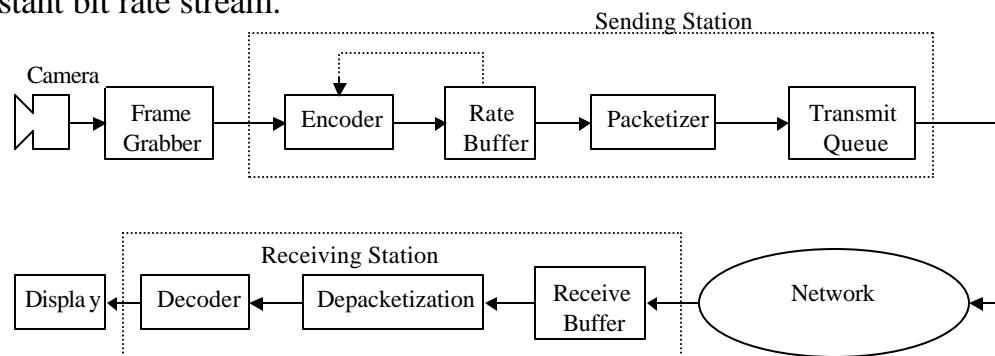 stant bit rate stream.
Sending Station
Camera
Frame
Grabber
Encoder
Rate
Buffer
Packetizer
Transmit
Queue
Receiving Station
Display
Decoder
Depacketization
Receive
Buffer
Network